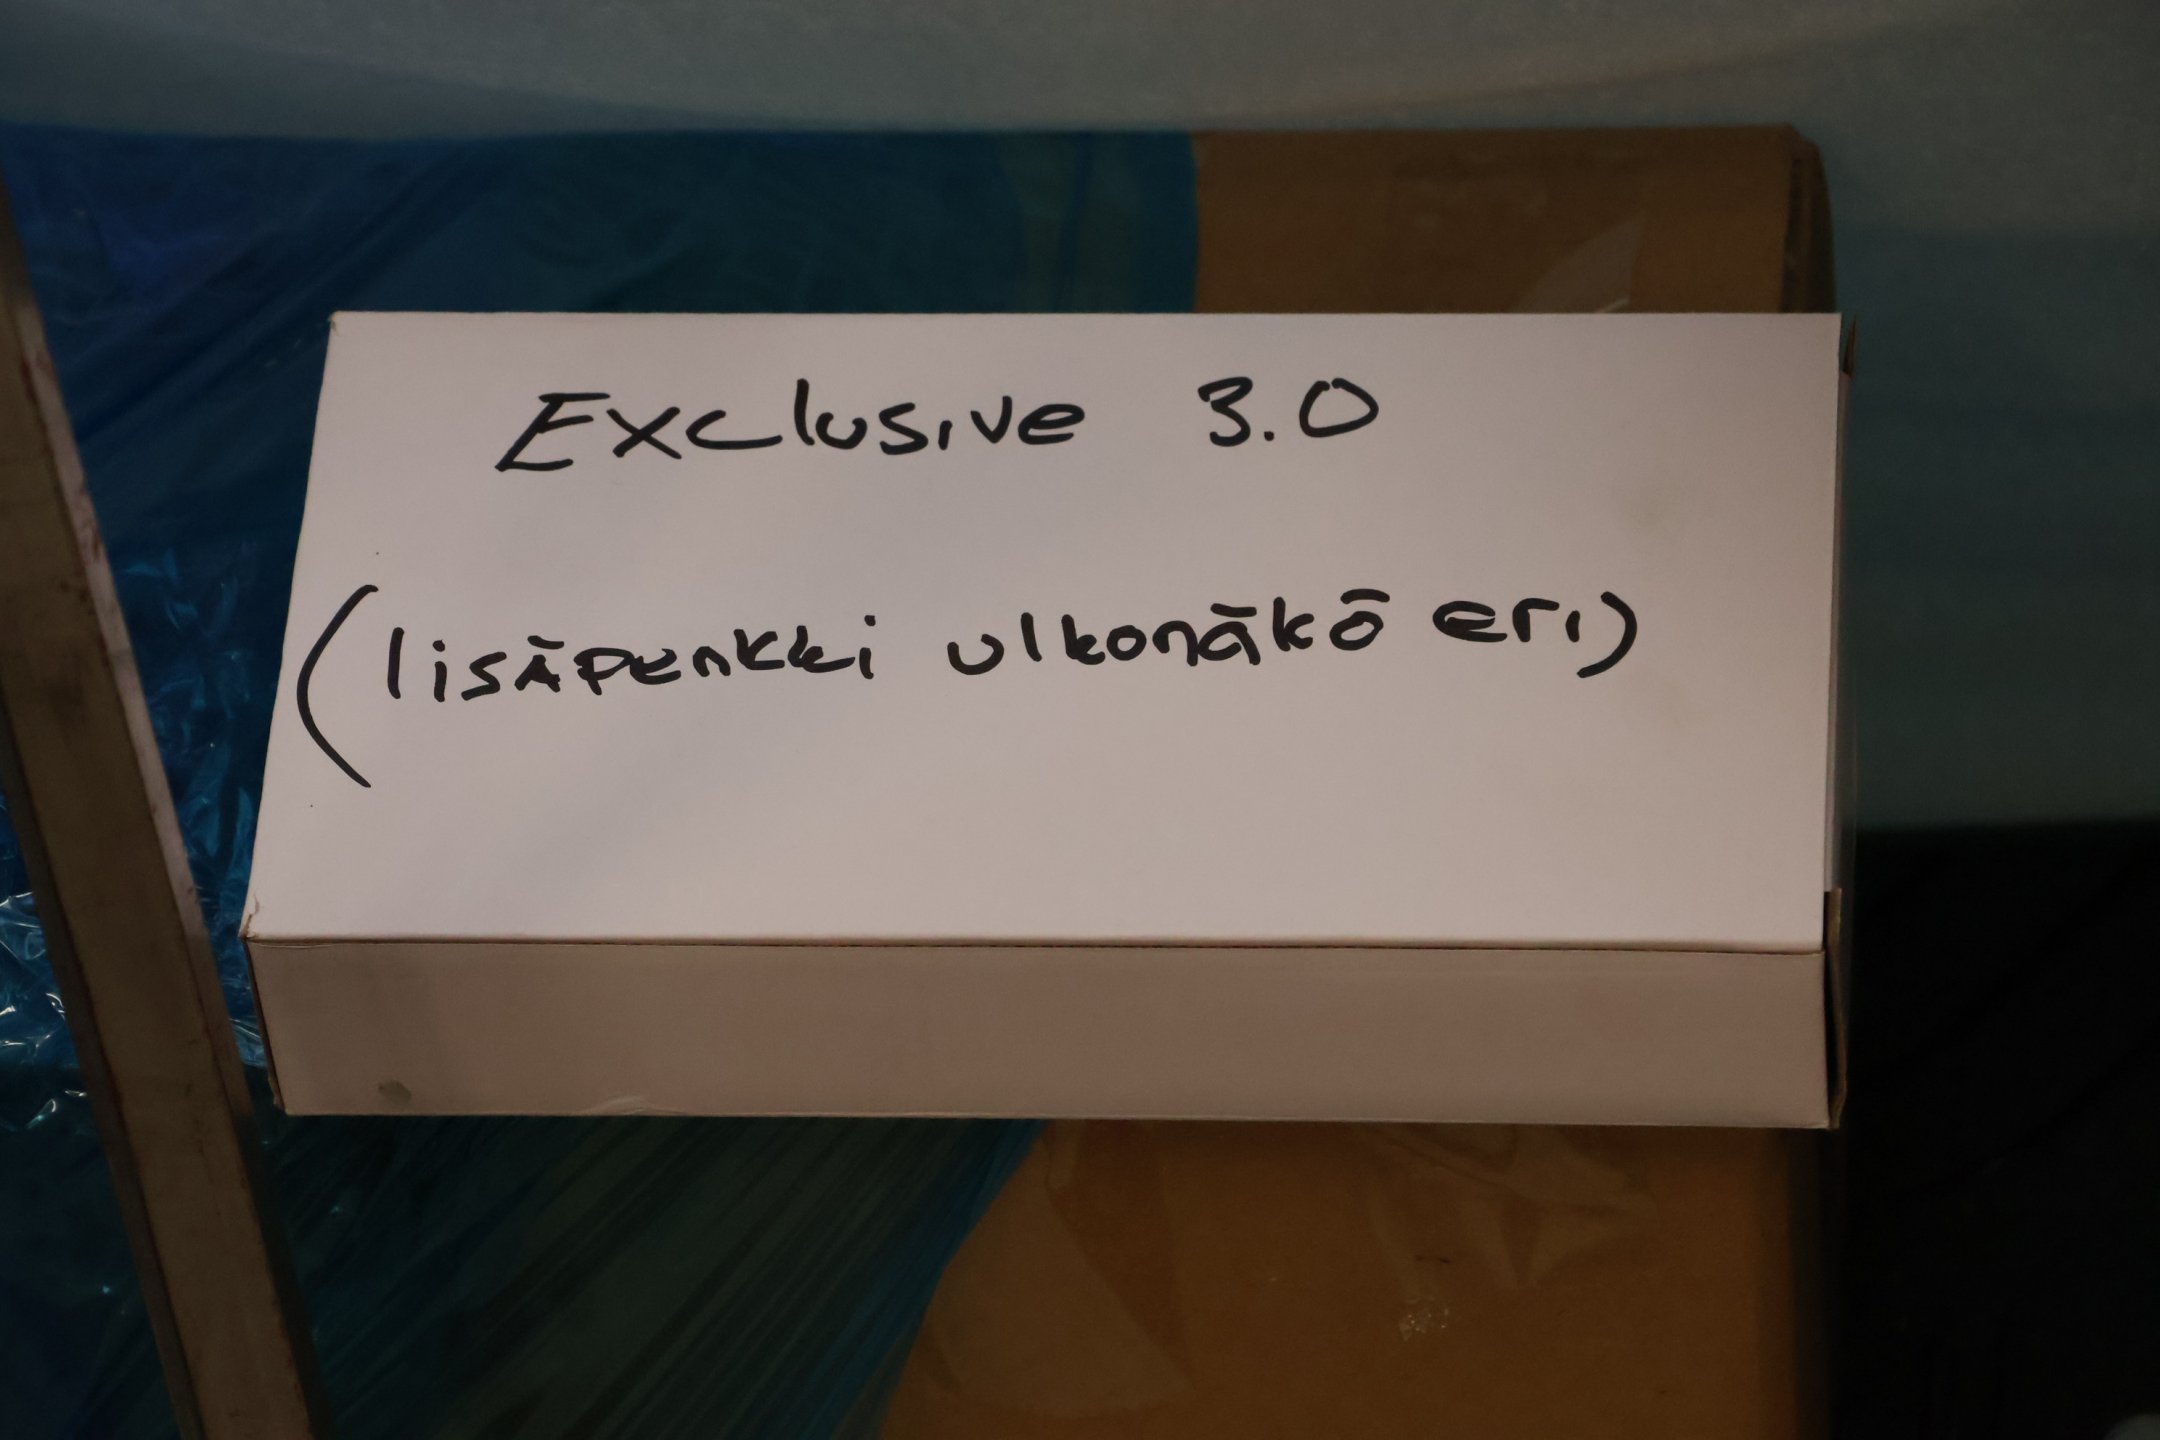 Exclusive 3.0
(lisäpenkki ulkonäkö eri)